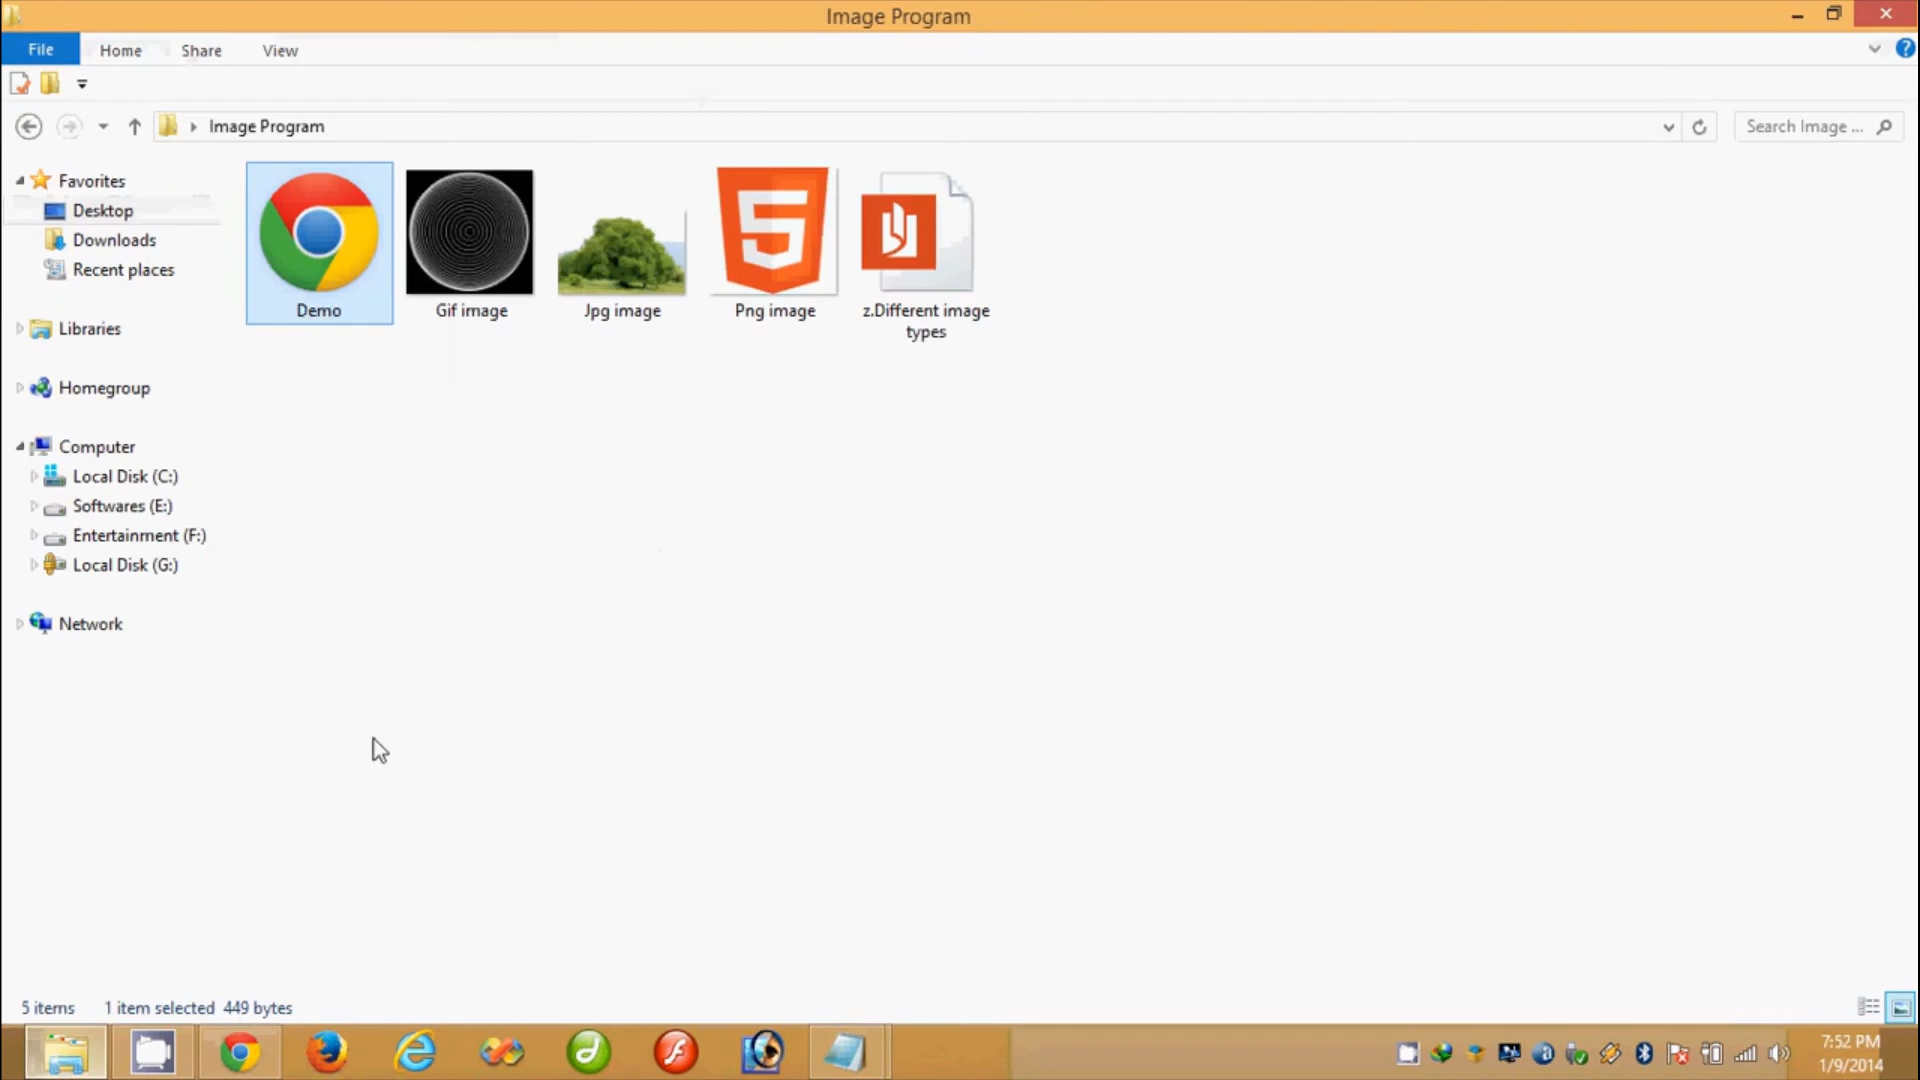 Image Program
File Home Share View
Image Program
Search Image ...
Favorites
Desktop
Downloads
Recent places
Libraries
Homegroup
Computer
Local Disk (C:)
Softwares (E:)
Entertainment (F:)
Local Disk (G:)
Network
Demo
Gif image
Jpg image
Png image
z.Different image
types
5 items 1 item selected 449 bytes
7:52 PM
1/9/2014